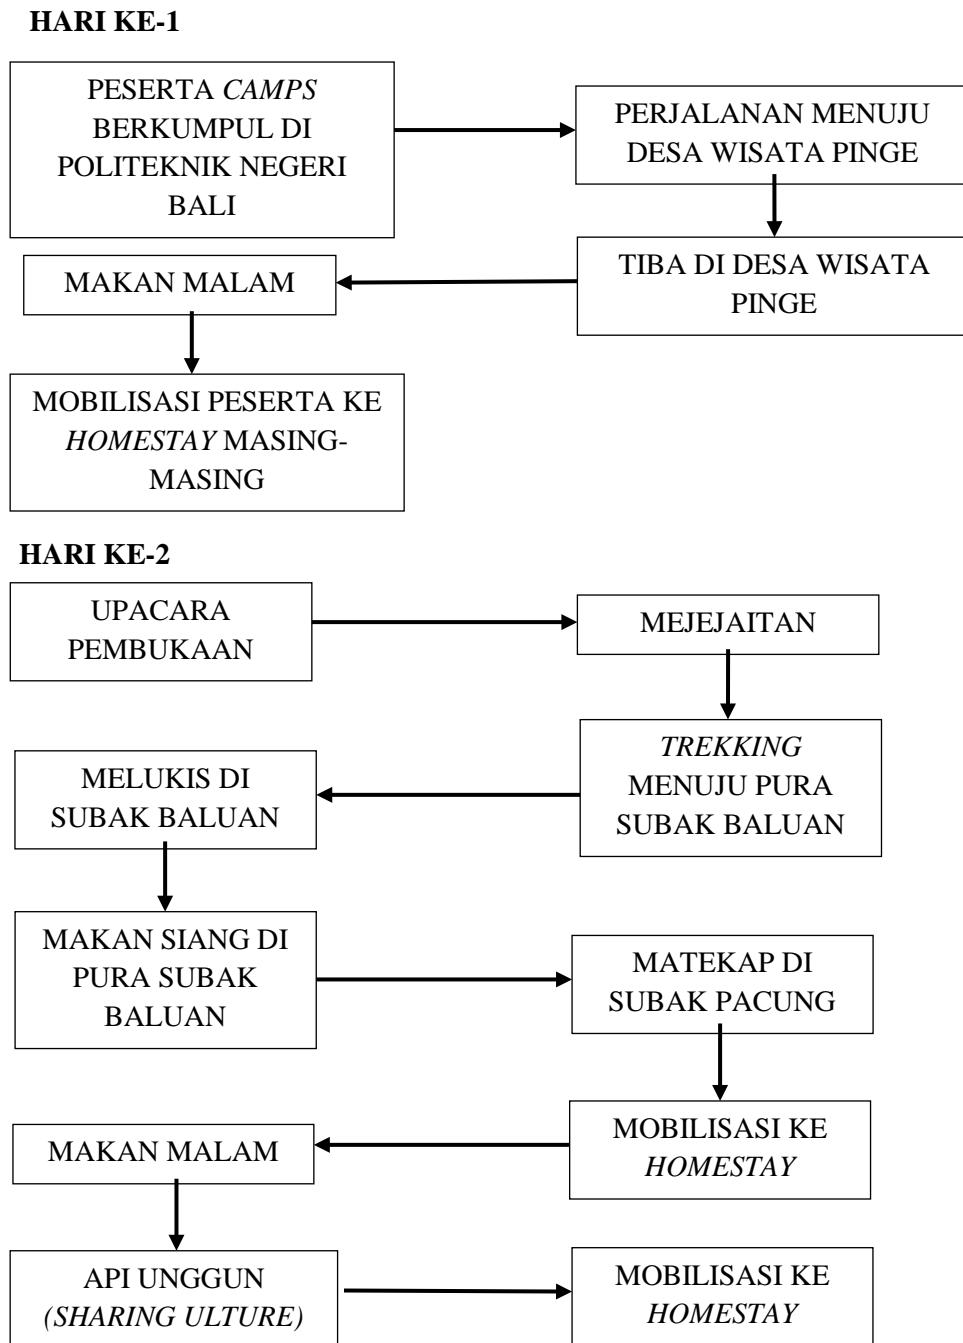 HARI KE-1
PESERTA CAMPS
BERKUMPUL DI
POLITEKNIK NEGERI
BALI
PERJALANAN MENUJU
DESA WISATA PINGE
TIBA DI DESA WISATA
PINGE
MAKAN MALAM
MOBILISASI PESERTA KE
HOMESTAY MASING-
MASING
HARI KE-2
UPACARA
PEMBUKAAN
MEJEJAITAN
TREKKING
MENUJU PURA
SUBAK BALUAN
MELUKIS DI
SUBAK BALUAN
MAKAN SIANG DI
PURA SUBAK
BALUAN
MATEKAP DI
SUBAK PACUNG
MOBILISASI KE
HOMESTAY
MAKAN MALAM
API UNGGUN
(SHARING ULTURE)
MOBILISASI KE
HOMESTAY